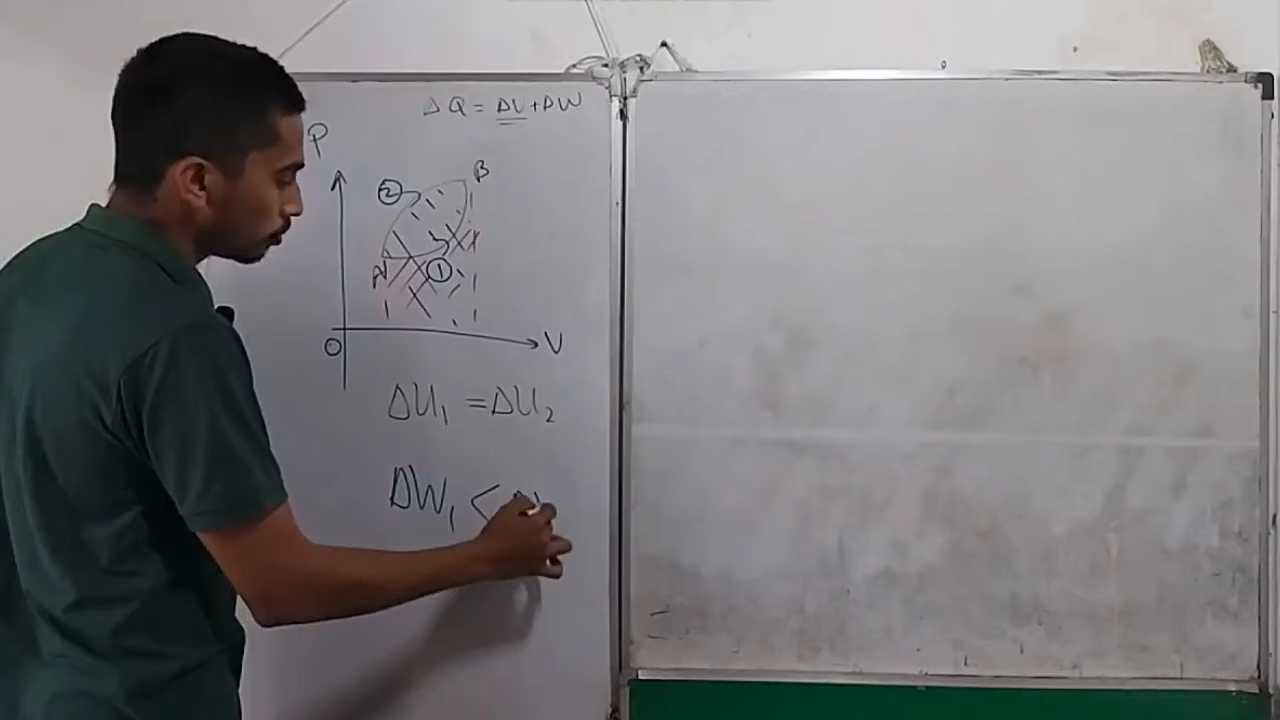 ΔQ = ΔU + ΔW
P
2
B
A
1
O
V
ΔU₁ = ΔU₂
ΔW₁ <